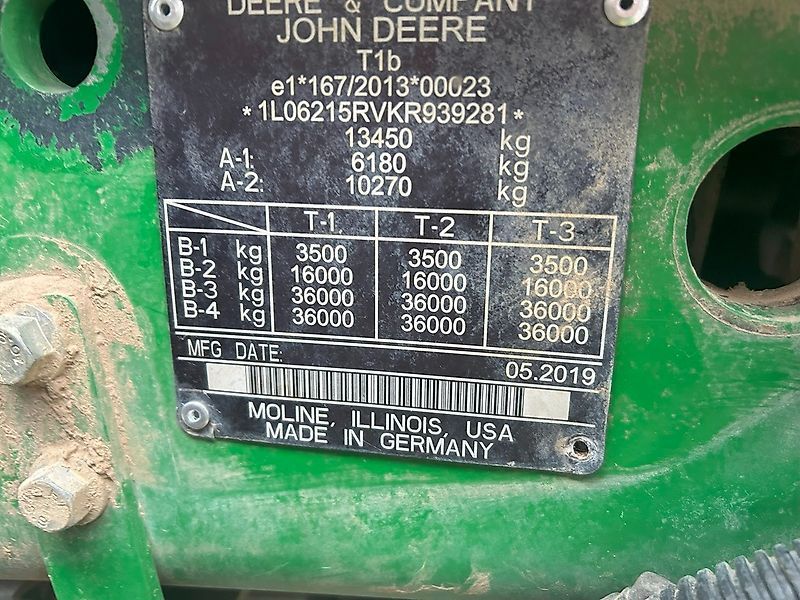 DEERE & COMPANY
JOHN DEERE
T1b
e1*167/2013*00023
*1L06215RVKR939281*
13450 kg
A-1: 6180 kg
A-2: 10270 kg
T-1 T-2 T-3
B-1 kg 3500 3500 3500
B-2 kg 16000 16000 16000
B-3 kg 36000 36000 36000
B-4 kg 36000 36000 36000
MFG DATE: 05.2019
MOLINE, ILLINOIS, USA
MADE IN GERMANY